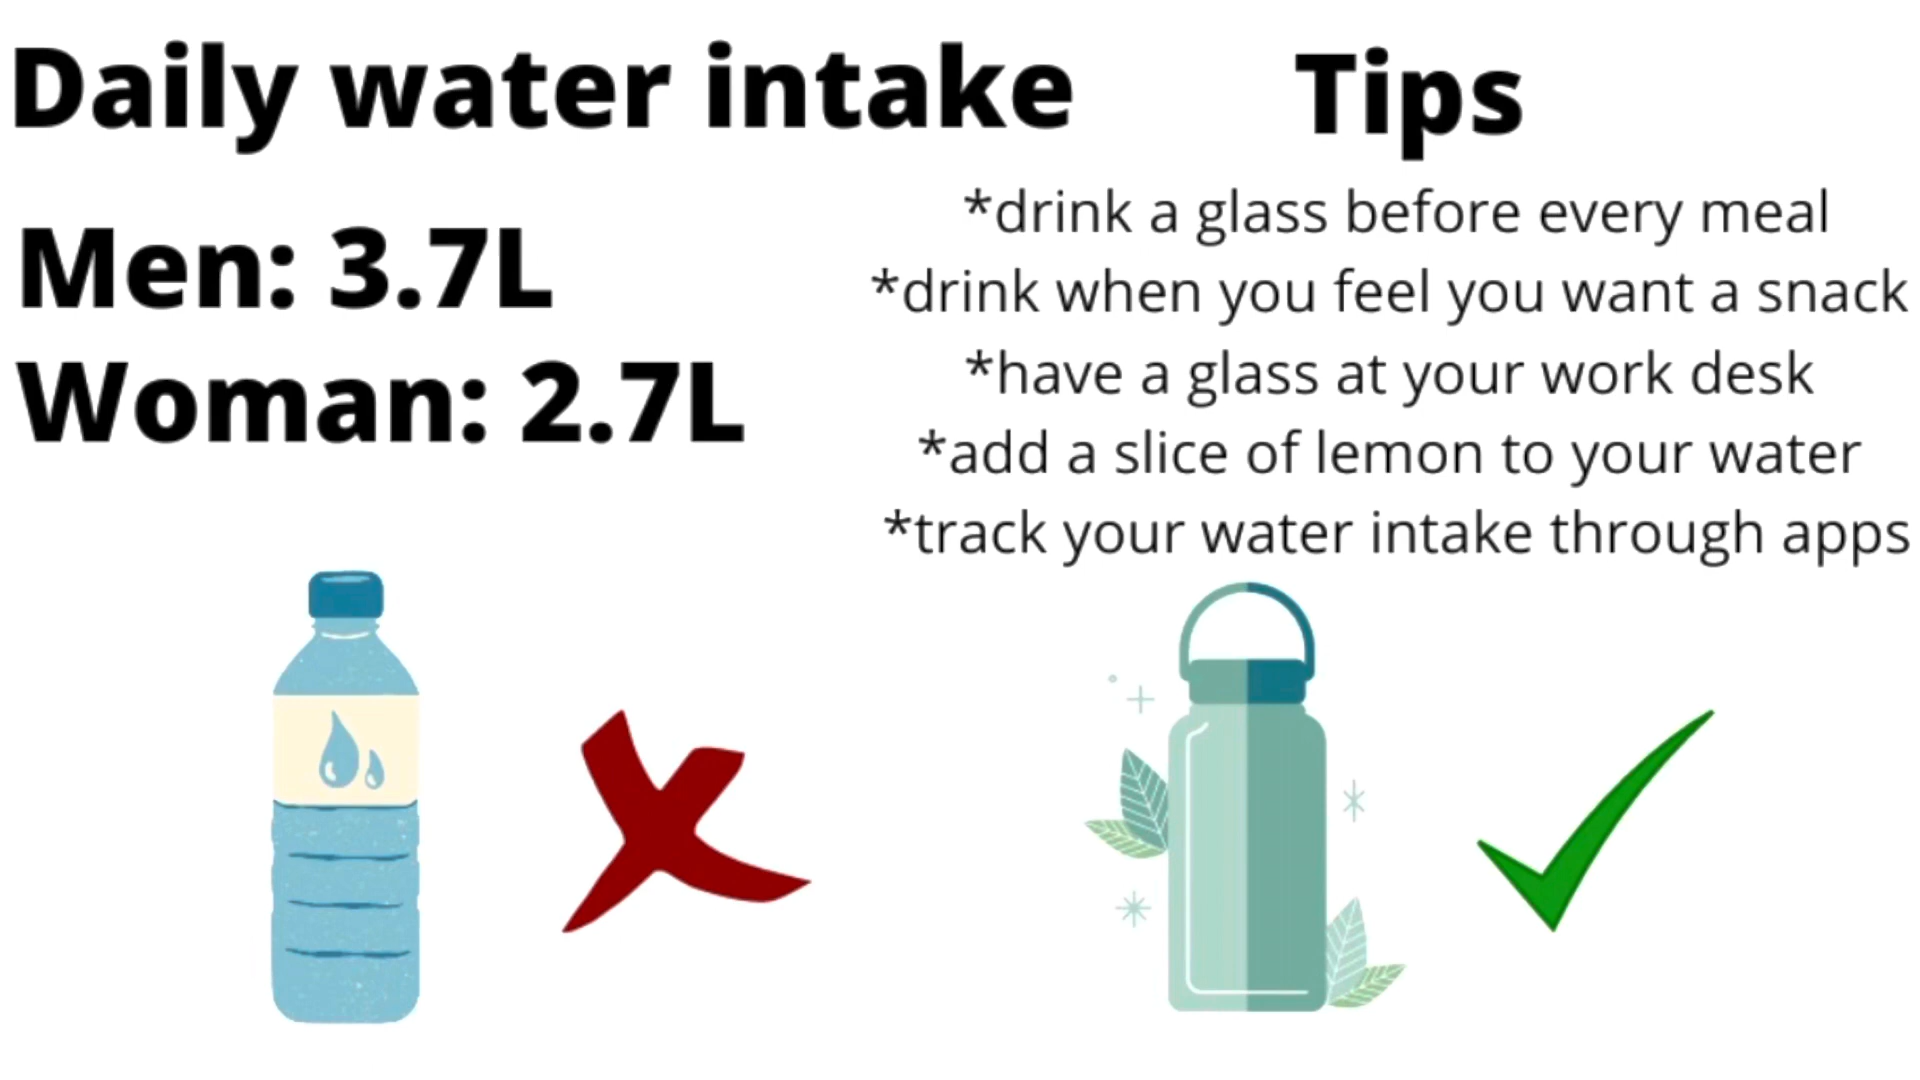 Daily water intake
Men: 3.7L
Woman: 2.7L
Tips
*drink a glass before every meal
*drink when you feel you want a snack
*have a glass at your work desk
*add a slice of lemon to your water
*track your water intake through apps